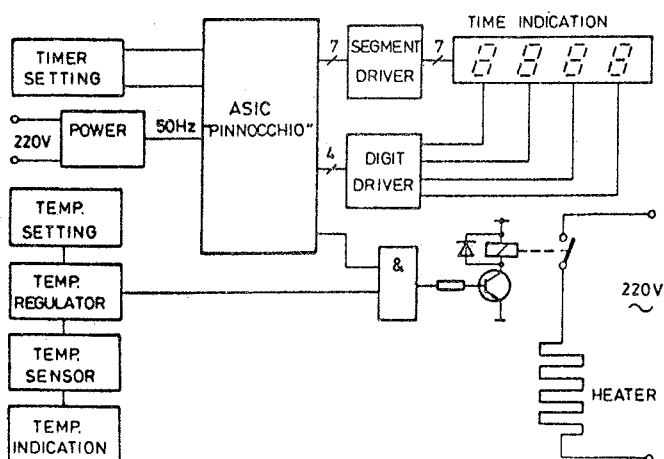 TIME INDICATION
TIMER
SETTING
7
SEGMENT
DRIVER
7
ASIC
"PINNOCCHIO"
220V
POWER
50Hz
4
DIGIT
DRIVER
TEMP.
SETTING
TEMP.
REGULATOR
&
220V
~
TEMP.
SENSOR
HEATER
TEMP.
INDICATION